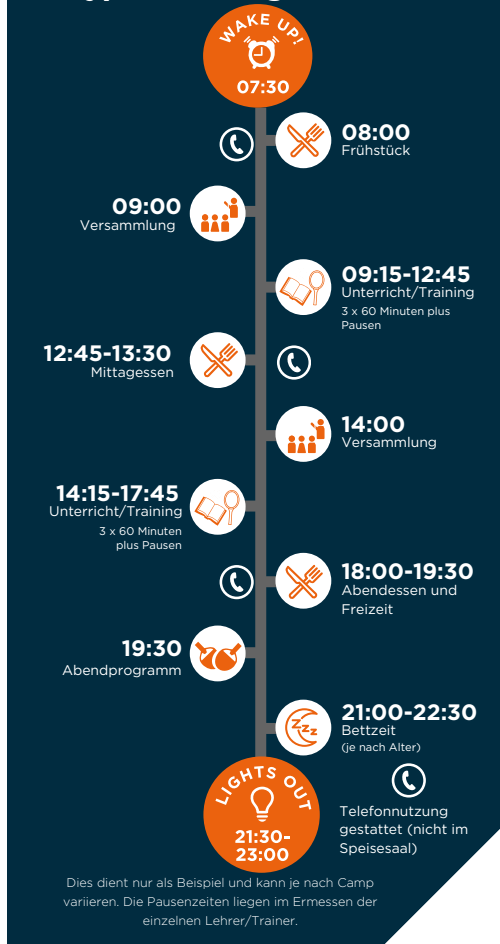 WAKE UP!
07:30
08:00
Frühstück
09:00
Versammlung
09:15-12:45
Unterricht/Training
3 x 60 Minuten plus
Pausen
12:45-13:30
Mittagessen
14:00
Versammlung
14:15-17:45
Unterricht/Training
3 x 60 Minuten
plus Pausen
18:00-19:30
Abendessen und
Freizeit
19:30
Abendprogramm
21:00-22:30
Bettzeit
(je nach Alter)
zzz
LIGHTS OUT
21:30-
23:00
Telefonnutzung
gestattet (nicht im
Speisesaal)
Dies dient nur als Beispiel und kann je nach Camp
variieren. Die Pausenzeiten liegen im Ermessen der
einzelnen Lehrer/Trainer.